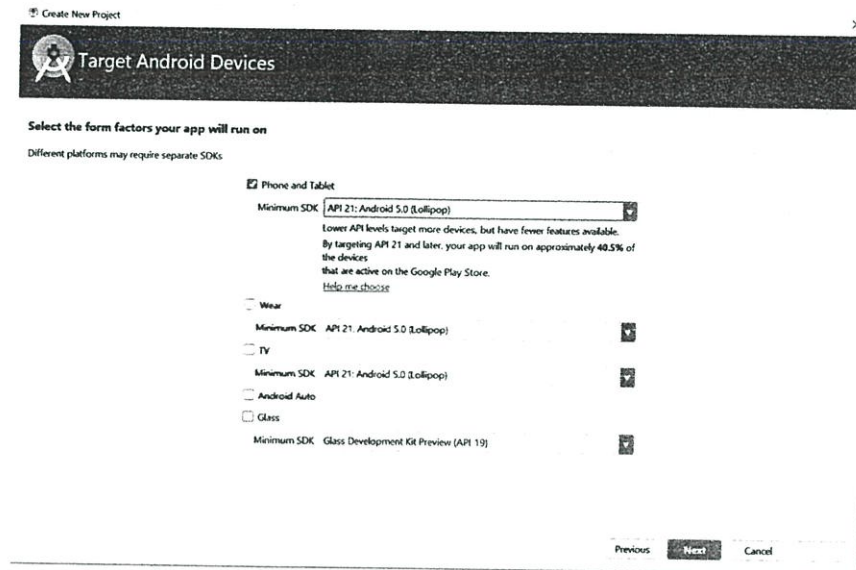 Create New Project
Target Android Devices
Select the form factors your app will run on
Different platforms may require separate SDKs
Phone and Tablet
Minimum SDK API 21: Android 5.0 (Lollipop)
Lower API levels target more devices, but have fewer features available.
By targeting API 21 and later, your app will run on approximately 40.5% of
the devices
that are active on the Google Play Store.
Help me choose
Wear
Minimum SDK API 21: Android 5.0 (Lollipop)
TV
Minimum SDK API 21: Android 5.0 (Lollipop)
Android Auto
Glass
Minimum SDK Glass Development Kit Preview (API 19)
Previous Next Cancel